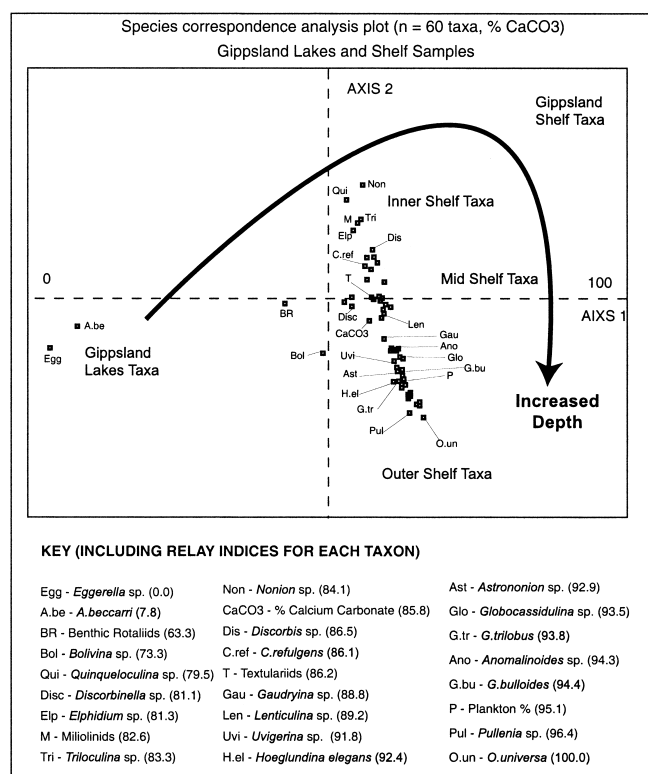 Species correspondence analysis plot (n = 60 taxa, % CaCO3)
Gippsland Lakes and Shelf Samples
AXIS 2
Gippsland
Shelf Taxa
Non
Qui
Inner Shelf Taxa
M
Tri
Elp
Dis
C.ref
0
T
Mid Shelf Taxa
100
BR
Disc
AIXS 1
CaCO3
Len
A.be
Gau
Egg
Gippsland
Lakes Taxa
Bol
Ano
Uvi
Glo
G.bu
Ast
P
H.el
G.tr
Increased
Depth
Pul
O.un
Outer Shelf Taxa
KEY (INCLUDING RELAY INDICES FOR EACH TAXON)
Egg - Eggerella sp. (0.0)
A.be - A.beccarri (7.8)
BR - Benthic Rotaliids (63.3)
Bol - Bolivina sp. (73.3)
Qui - Quinqueloculina sp. (79.5)
Disc - Discorbinella sp. (81.1)
Elp - Elphidium sp. (81.3)
M - Miliolinids (82.6)
Tri - Triloculina sp. (83.3)
Non - Nonion sp. (84.1)
CaCO3 - % Calcium Carbonate (85.8)
Dis - Discorbis sp. (86.5)
C.ref - C.refulgens (86.1)
T - Textulariids (86.2)
Gau - Gaudryina sp. (88.8)
Len - Lenticulina sp. (89.2)
Uvi - Uvigerina sp. (91.8)
H.el - Hoeglundina elegans (92.4)
Ast - Astrononion sp. (92.9)
Glo - Globocassidulina sp. (93.5)
G.tr - G.trilobus (93.8)
Ano - Anomalinoides sp. (94.3)
G.bu - G.bulloides (94.4)
P - Plankton % (95.1)
Pul - Pullenia sp. (96.4)
O.un - O.universa (100.0)